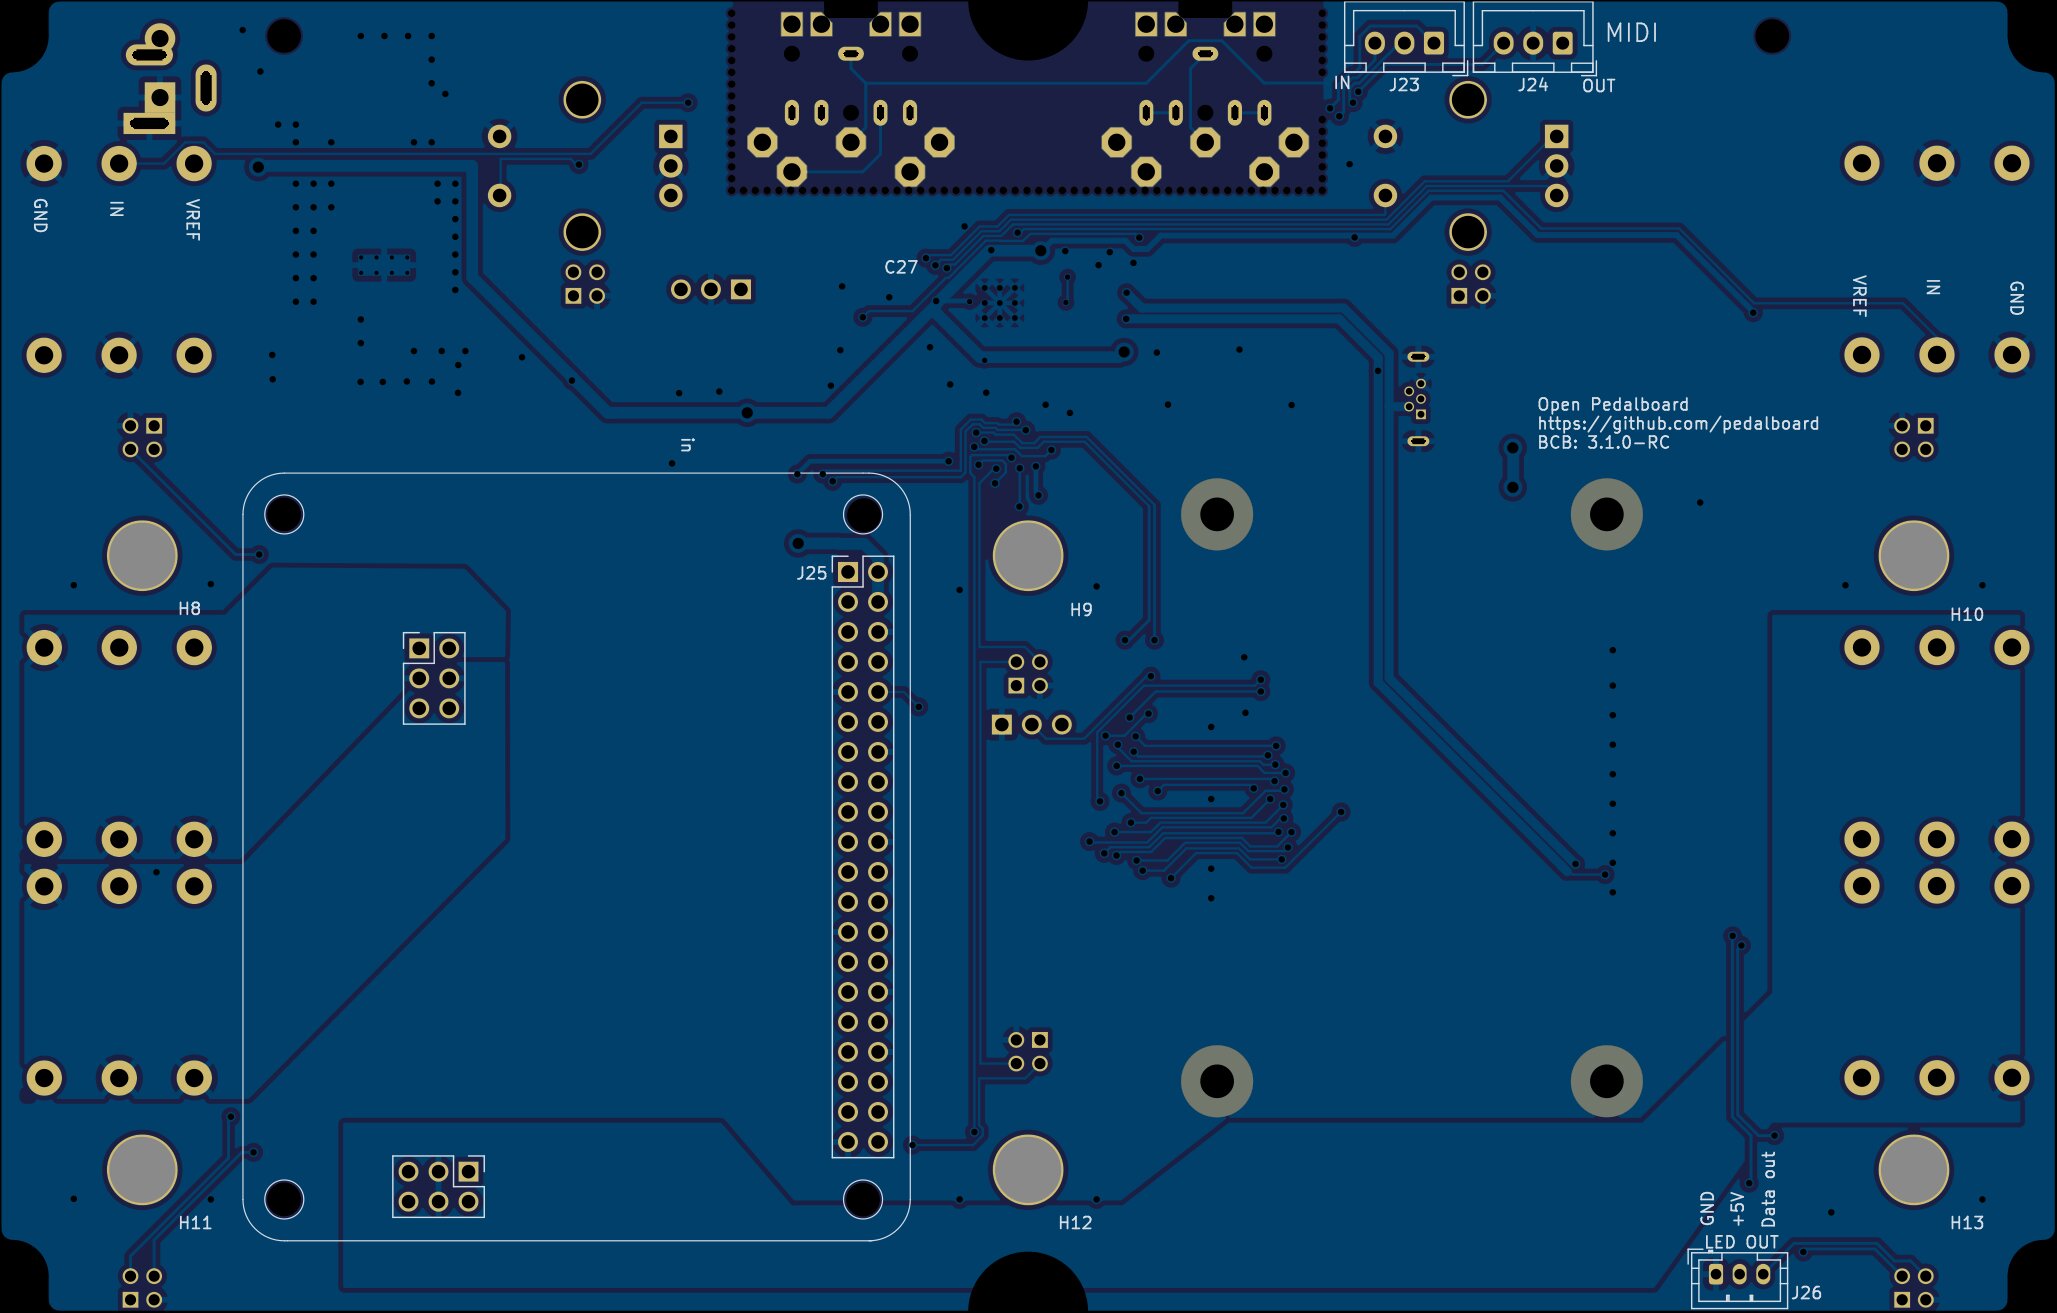 MIDI
IN
J23
J24
OUT
GND
IN
VREF
C27
VREF
IN
GND
Open Pedalboard
https://github.com/pedalboard
BCB: 3.1.0-RC
in
J25
H8
H9
H10
GND
+5V
Data out
H11
H12
H13
LED OUT
J26